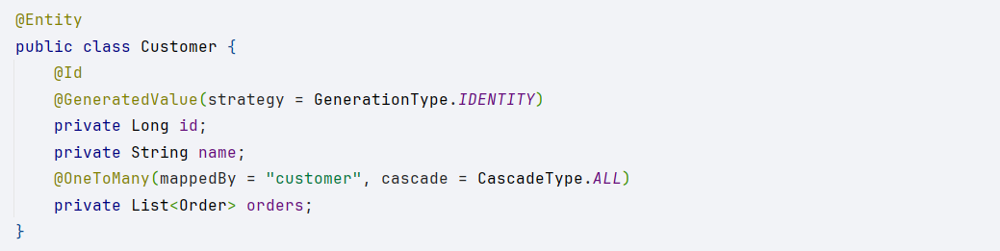 @Entity
public class Customer {
    @Id
    @GeneratedValue(strategy = GenerationType.IDENTITY)
    private Long id;
    private String name;
    @OneToMany(mappedBy = "customer", cascade = CascadeType.ALL)
    private List<Order> orders;
}